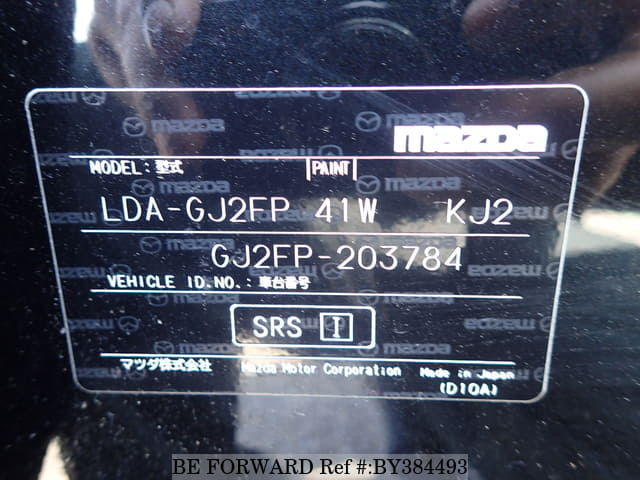 mazda
MODEL: 型式 PAINT
LDA-GJ2FP 41W KJ2
GJ2FP-203784
VEHICLE ID.NO.: 車台番号
SRS I
マツダ株式会社 Mazda Motor Corporation Made in Japan
(D10A)
BE FORWARD Ref #:BY384493